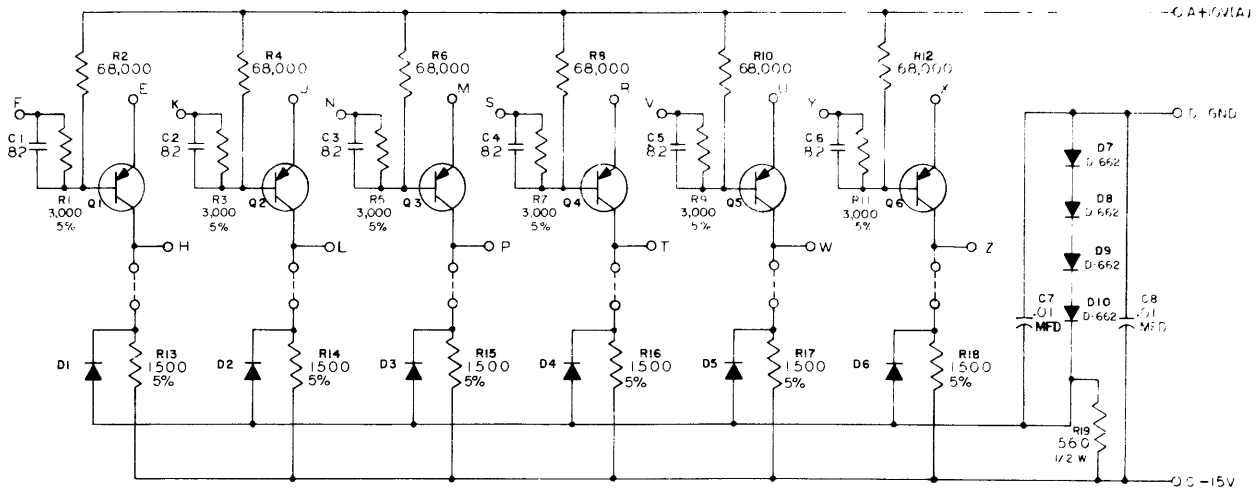 A+10V(A)
R2
68,000
R4
68,000
R6
68,000
R8
68,000
R10
68,000
R12
68,000
F
E
K
J
N
M
S
R
V
U
Y
X
D GND
C1
82
C2
82
C3
82
C4
82
C5
82
C6
82
D7
D-662
R1
3,000
5%
Q1
R3
3,000
5%
Q2
R5
3,000
5%
Q3
R7
3,000
5%
Q4
R9
3,000
5%
Q5
R11
3,000
5%
Q6
D8
D-662
H
L
P
T
W
Z
D9
D-662
C7
.01
MFD
D10
D-662
C8
.01
MFD
D1
R13
1500
5%
D2
R14
1500
5%
D3
R15
1500
5%
D4
R16
1500
5%
D5
R17
1500
5%
D6
R18
1500
5%
R19
560
1/2 W
C -15V